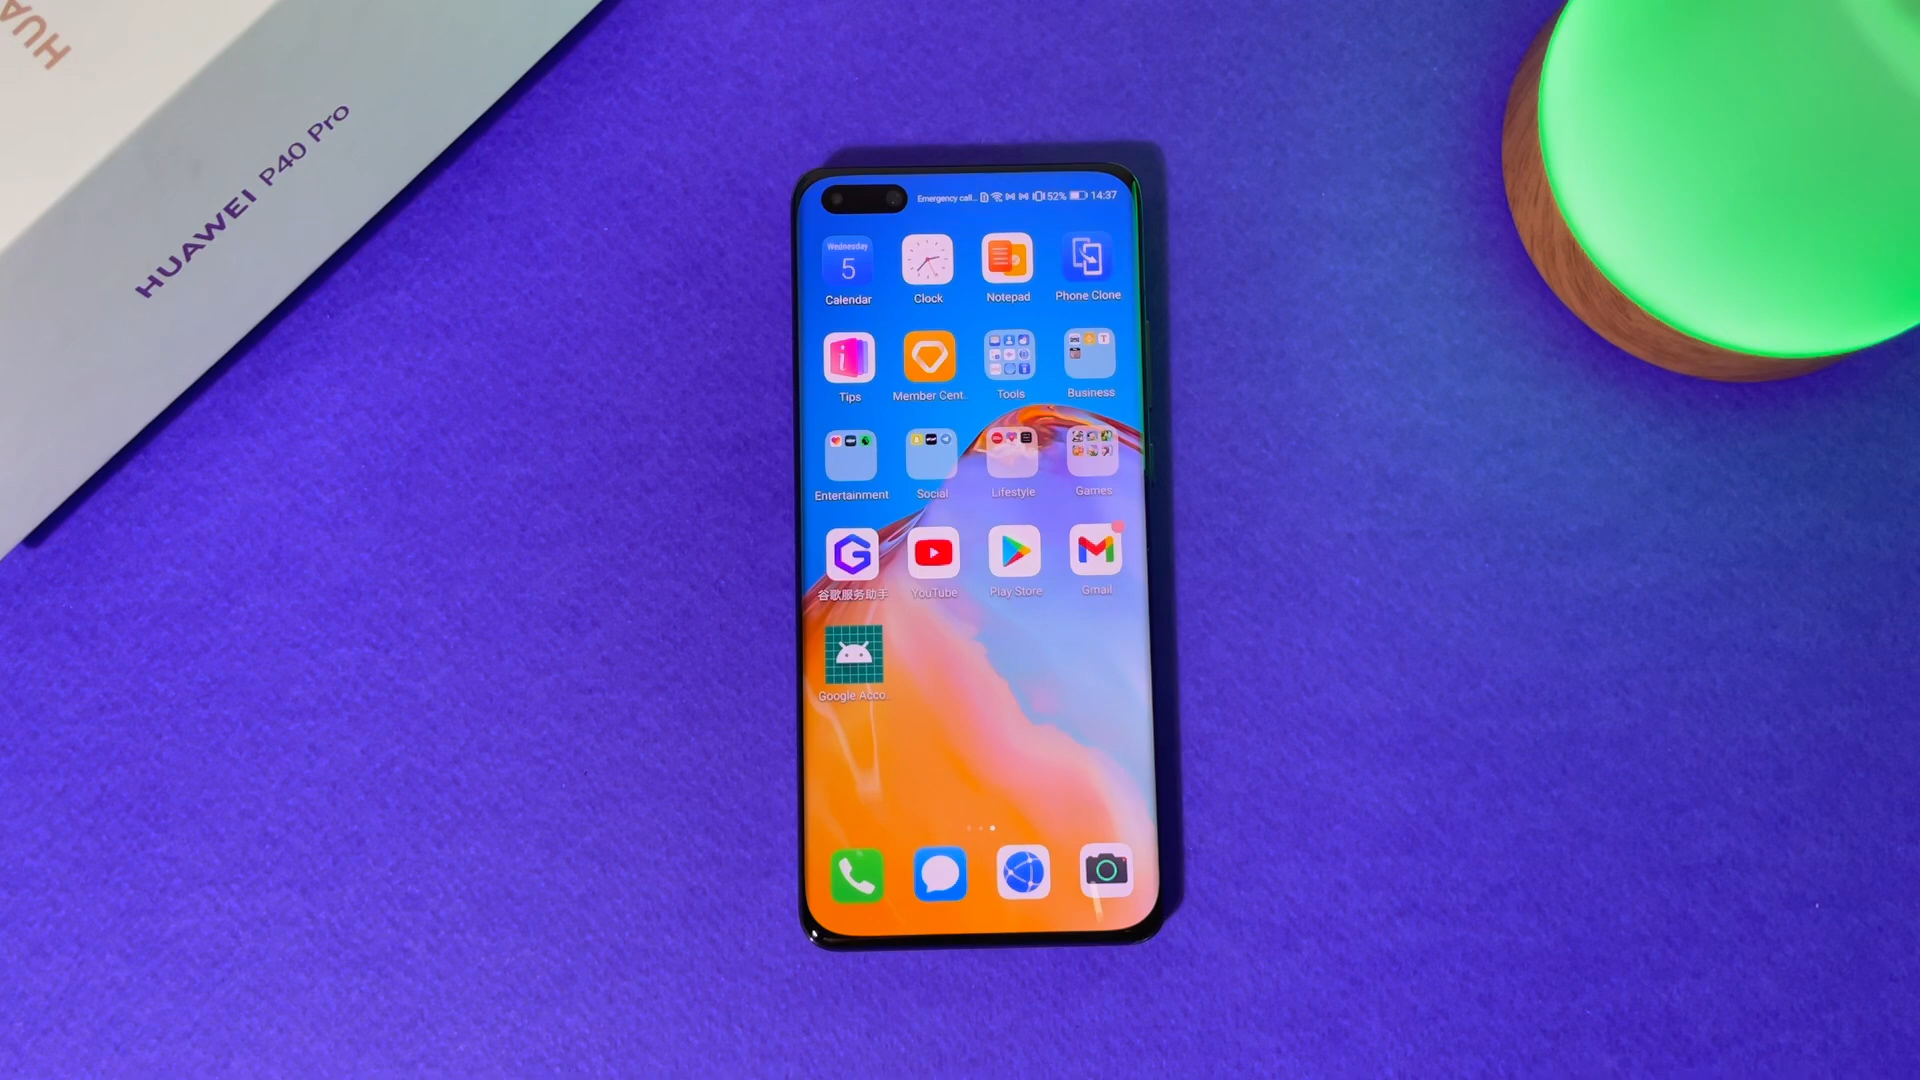 HUA
HUAWEI P40 Pro
Emergency call... 52% 14:37
Wednesday
5
Calendar
Clock
Notepad
Phone Clone
Tips
Member Cent..
Tools
Business
Entertainment
Social
Lifestyle
Games
谷歌服务助手
YouTube
Play Store
Gmail
Google Acco..